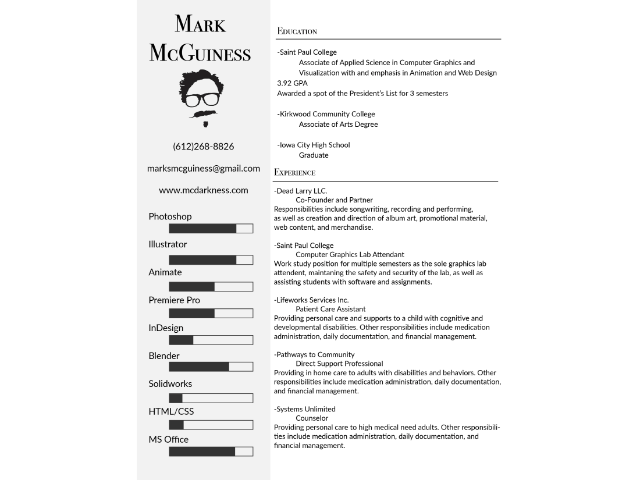 Mark
McGuiness
(612)268-8826
marksmcguiness@gmail.com
www.mcdarkness.com
Photoshop
Illustrator
Animate
Premiere Pro
InDesign
Blender
Solidworks
HTML/CSS
MS Office
Education
-Saint Paul College
Associate of Applied Science in Computer Graphics and
Visualization with and emphasis in Animation and Web Design
3.92 GPA
Awarded a spot of the President's List for 3 semesters
-Kirkwood Community College
Associate of Arts Degree
-Iowa City High School
Graduate
Experience
-Dead Larry LLC.
Co-Founder and Partner
Responsibilities include songwriting, recording and performing,
as well as creation and direction of album art, promotional material,
web content, and merchandise.
-Saint Paul College
Computer Graphics Lab Attendant
Work study position for multiple semesters as the sole graphics lab
attendent, maintaning the safety and security of the lab, as well as
assisting students with software and assignments.
-Lifeworks Services Inc.
Patient Care Assistant
Providing personal care and supports to a child with cognitive and
developmental disabilities. Other responsibilities include medication
administration, daily documentation, and financial management.
-Pathways to Community
Direct Support Professional
Providing in home care to adults with disabilities and behaviors. Other
responsibilities include medication administration, daily documentation,
and financial management.
-Systems Unlimited
Counselor
Providing personal care to high medical need adults. Other responsibili-
ties include medication administration, daily documentation, and
financial management.